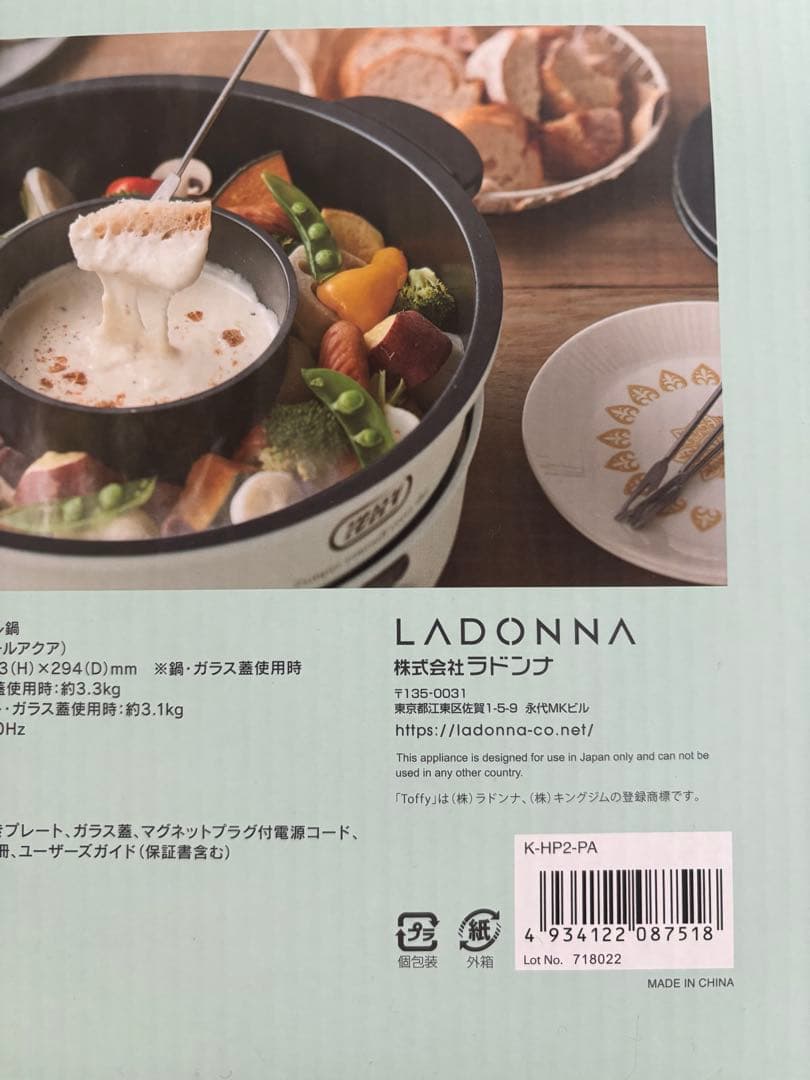 Toffy
ン鍋
ールアクア）
3（H）×294（D）mm　※鍋・ガラス蓋使用時
蓋使用時：約3.3kg
・ガラス蓋使用時：約3.1kg
0Hz
きプレート、ガラス蓋、マグネットプラグ付電源コード、
冊、ユーザーズガイド（保証書含む）
LADONNA
株式会社ラドンナ
〒135-0031
東京都江東区佐賀1-5-9 永代MKビル
https://ladonna-co.net/
This appliance is designed for use in Japan only and can not be
used in any other country.
「Toffy」は（株）ラドンナ、（株）キングジムの登録商標です。
K-HP2-PA
4 934122 087518
Lot No. 718022
プラ
個包装
紙
外箱
MADE IN CHINA